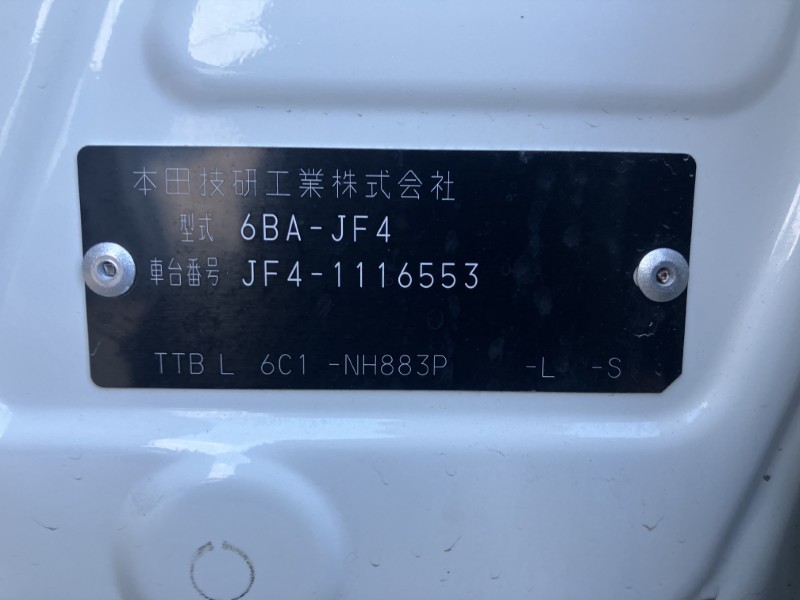 本田技研工業株式会社
型式 6BA-JF4
車台番号 JF4-1116553
TTB L 6C1 -NH883P -L -S